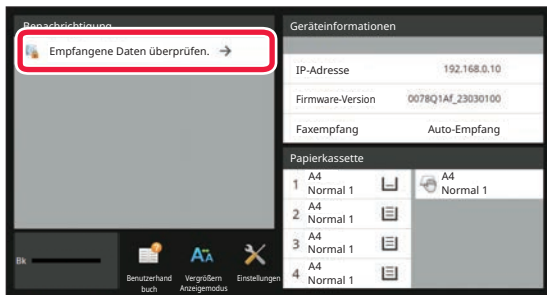 Benachrichtigung
Empfangene Daten überprüfen. →
Bk
Benutzerhand
buch
Vergrößern
Anzeigemodus
Einstellungen
Geräteinformationen
IP-Adresse 192.168.0.10
Firmware-Version 0078Q1Af_23030100
Faxempfang Auto-Empfang
Papierkassette
1 A4
Normal 1
A4
Normal 1
2 A4
Normal 1
3 A4
Normal 1
4 A4
Normal 1